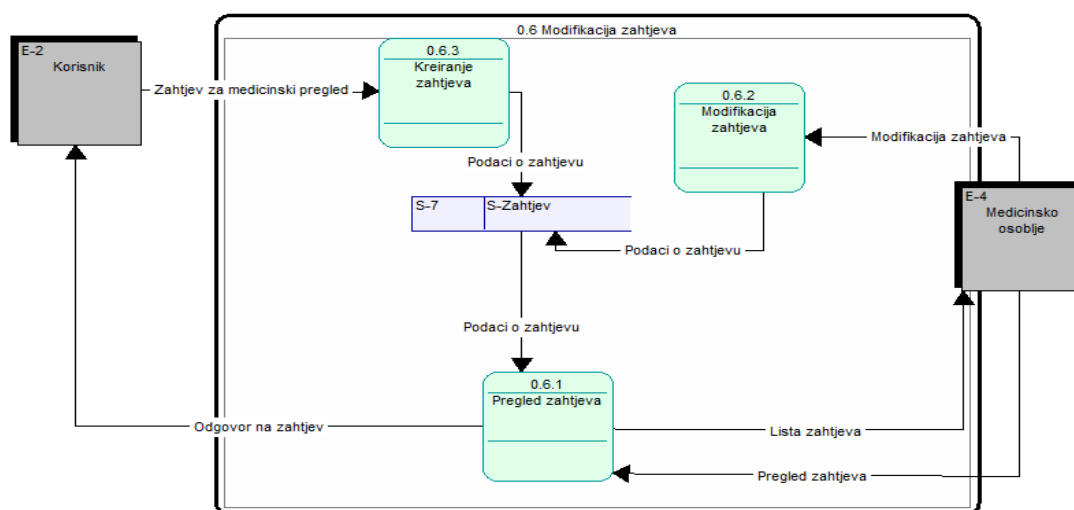 0.6 Modifikacija zahtjeva
E-2
Korisnik
Zahtjev za medicinski pregled
0.6.3
Kreiranje
zahtjeva
0.6.2
Modifikacija
zahtjeva
Modifikacija zahtjeva
Podaci o zahtjevu
E-4
Medicinsko
osoblje
S-7
S-Zahtjev
Podaci o zahtjevu
Podaci o zahtjevu
0.6.1
Pregled zahtjeva
Odgovor na zahtjev
Lista zahtjeva
Pregled zahtjeva